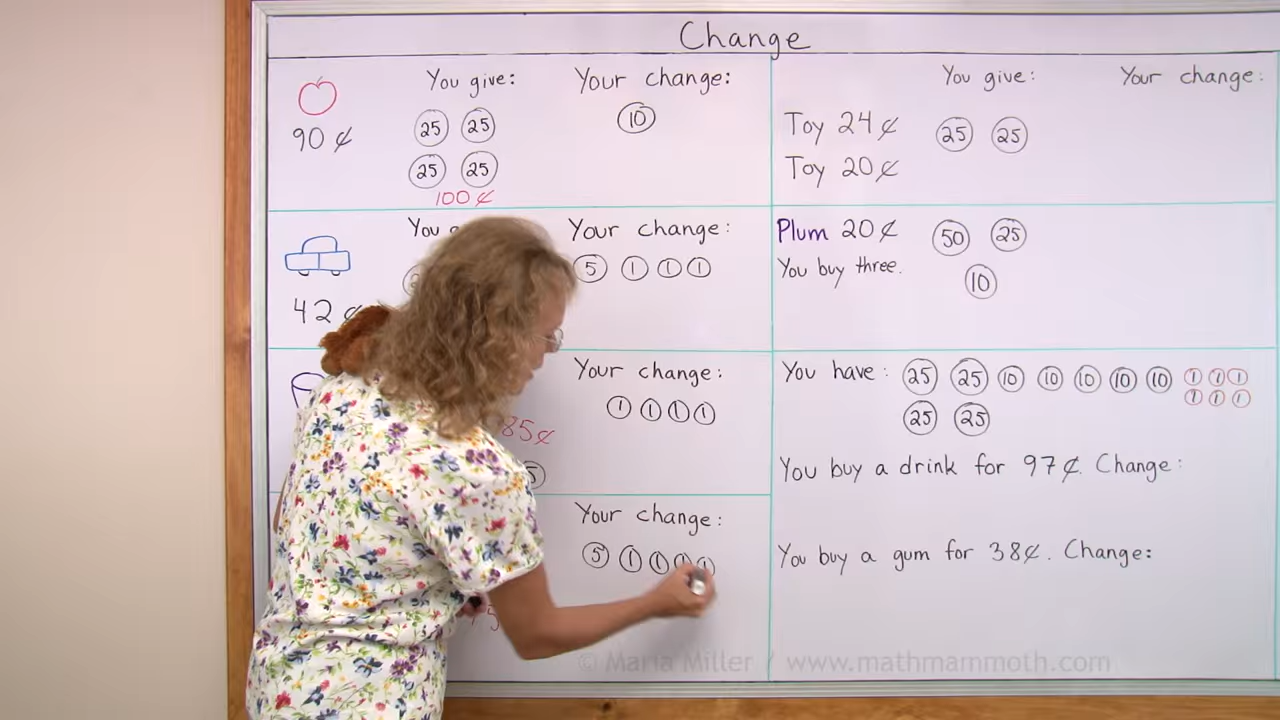 Change
You give:
Your change:
90 ¢
25 25
25 25
100 ¢
10
You
Your change:
42 ¢
5 1 1 1
Your change:
1 1 1 1
85¢
Your change:
5 1 1 1 1
You give:
Your change:
Toy 24 ¢
Toy 20 ¢
25 25
Plum 20 ¢
You buy three.
50 25
10
You have: 25 25 10 10 10 10 10 1 1 1
1 1 1
25 25
You buy a drink for 97¢. Change:
You buy a gum for 38¢. Change:
© Maria Miller / www.mathmammoth.com